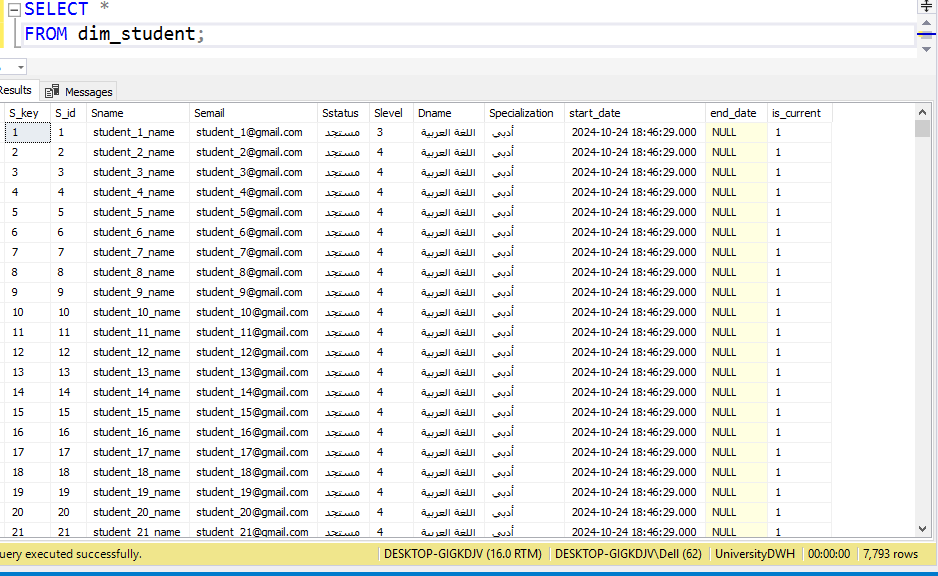 SELECT *
FROM dim_student;
Results Messages
S_key S_id Sname Semail Sstatus Slevel Dname Specialization start_date end_date is_current
1 1 student_1_name student_1@gmail.com مستجد 3 اللغة العربية أدبي 2024-10-24 18:46:29.000 NULL 1
2 2 student_2_name student_2@gmail.com مستجد 4 اللغة العربية أدبي 2024-10-24 18:46:29.000 NULL 1
3 3 student_3_name student_3@gmail.com مستجد 4 اللغة العربية أدبي 2024-10-24 18:46:29.000 NULL 1
4 4 student_4_name student_4@gmail.com مستجد 4 اللغة العربية أدبي 2024-10-24 18:46:29.000 NULL 1
5 5 student_5_name student_5@gmail.com مستجد 4 اللغة العربية أدبي 2024-10-24 18:46:29.000 NULL 1
6 6 student_6_name student_6@gmail.com مستجد 4 اللغة العربية أدبي 2024-10-24 18:46:29.000 NULL 1
7 7 student_7_name student_7@gmail.com مستجد 4 اللغة العربية أدبي 2024-10-24 18:46:29.000 NULL 1
8 8 student_8_name student_8@gmail.com مستجد 4 اللغة العربية أدبي 2024-10-24 18:46:29.000 NULL 1
9 9 student_9_name student_9@gmail.com مستجد 4 اللغة العربية أدبي 2024-10-24 18:46:29.000 NULL 1
10 10 student_10_name student_10@gmail.com مستجد 4 اللغة العربية أدبي 2024-10-24 18:46:29.000 NULL 1
11 11 student_11_name student_11@gmail.com مستجد 4 اللغة العربية أدبي 2024-10-24 18:46:29.000 NULL 1
12 12 student_12_name student_12@gmail.com مستجد 4 اللغة العربية أدبي 2024-10-24 18:46:29.000 NULL 1
13 13 student_13_name student_13@gmail.com مستجد 4 اللغة العربية أدبي 2024-10-24 18:46:29.000 NULL 1
14 14 student_14_name student_14@gmail.com مستجد 4 اللغة العربية أدبي 2024-10-24 18:46:29.000 NULL 1
15 15 student_15_name student_15@gmail.com مستجد 4 اللغة العربية أدبي 2024-10-24 18:46:29.000 NULL 1
16 16 student_16_name student_16@gmail.com مستجد 4 اللغة العربية أدبي 2024-10-24 18:46:29.000 NULL 1
17 17 student_17_name student_17@gmail.com مستجد 4 اللغة العربية أدبي 2024-10-24 18:46:29.000 NULL 1
18 18 student_18_name student_18@gmail.com مستجد 4 اللغة العربية أدبي 2024-10-24 18:46:29.000 NULL 1
19 19 student_19_name student_19@gmail.com مستجد 4 اللغة العربية أدبي 2024-10-24 18:46:29.000 NULL 1
20 20 student_20_name student_20@gmail.com مستجد 4 اللغة العربية أدبي 2024-10-24 18:46:29.000 NULL 1
21 21 student_21_name student_21@gmail.com مستجد 4 اللغة العربية أدبي 2024-10-24 18:46:29.000 NULL 1
uery executed successfully. DESKTOP-GIGKDJV (16.0 RTM) DESKTOP-GIGKDJV\Dell (62) UniversityDWH 00:00:00 7,793 rows